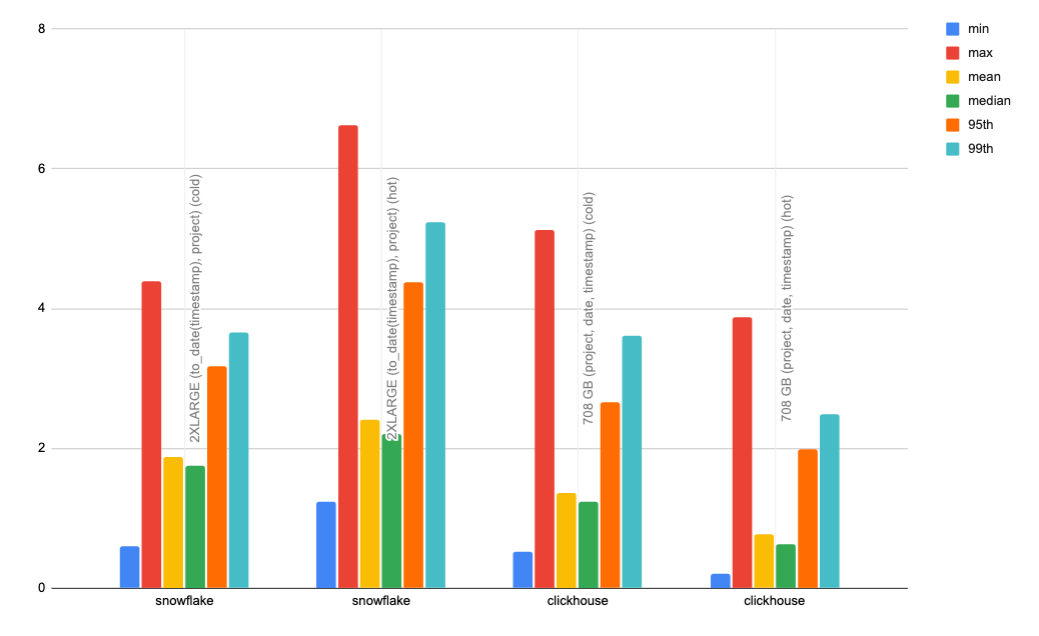 8
6
4
2
0
2XLARGE (to_date(timestamp), project) (cold)
2XLARGE (to_date(timestamp), project) (hot)
708 GB (project, date, timestamp) (cold)
708 GB (project, date, timestamp) (hot)
snowflake
snowflake
clickhouse
clickhouse
min
max
mean
median
95th
99th